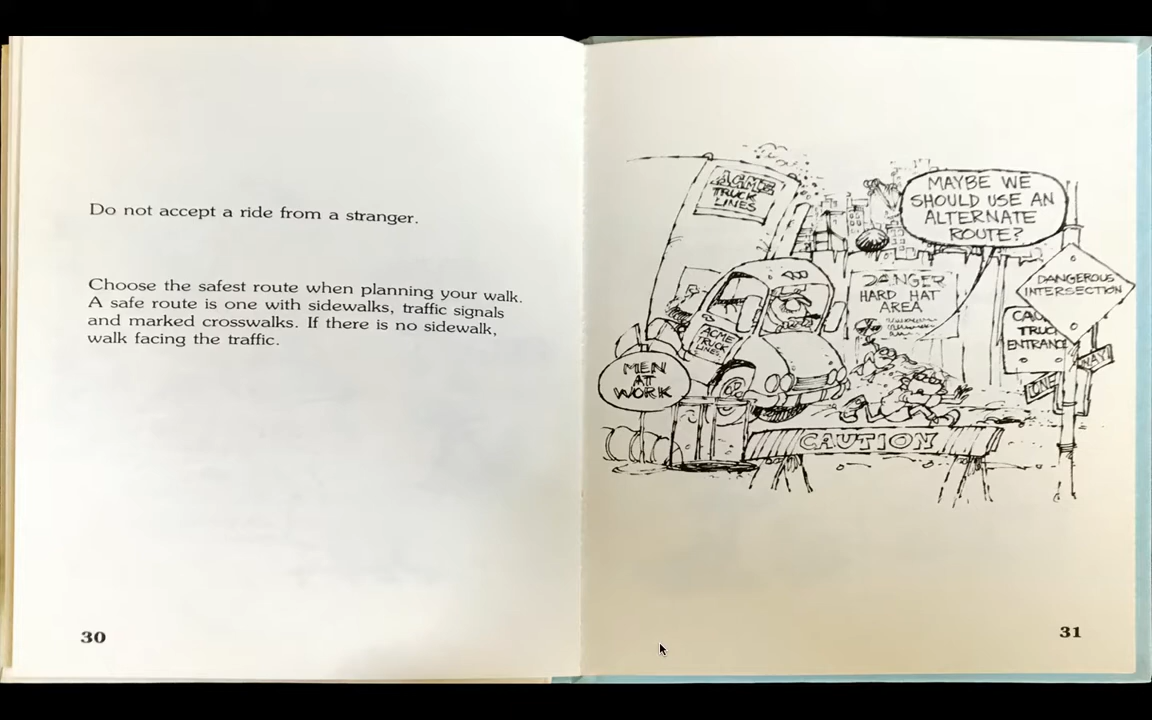 Do not accept a ride from a stranger.
Choose the safest route when planning your walk.
A safe route is one with sidewalks, traffic signals
and marked crosswalks. If there is no sidewalk,
walk facing the traffic.
30
ACME
TRUCK
LINES
MAYBE WE
SHOULD USE AN
ALTERNATE
ROUTE?
DANGER
HARD HAT
AREA
DANGEROUS
INTERSECTION
TRUCK
ENTRANCE
ONE WAY
ACME
TRUCK
LINES
MEN
AT
WORK
CAUTION
31